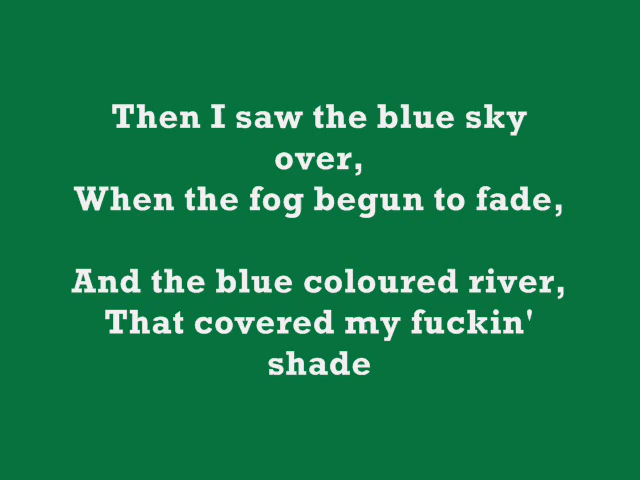 Then I saw the blue sky
over,
When the fog begun to fade,
And the blue coloured river,
That covered my fuckin'
shade